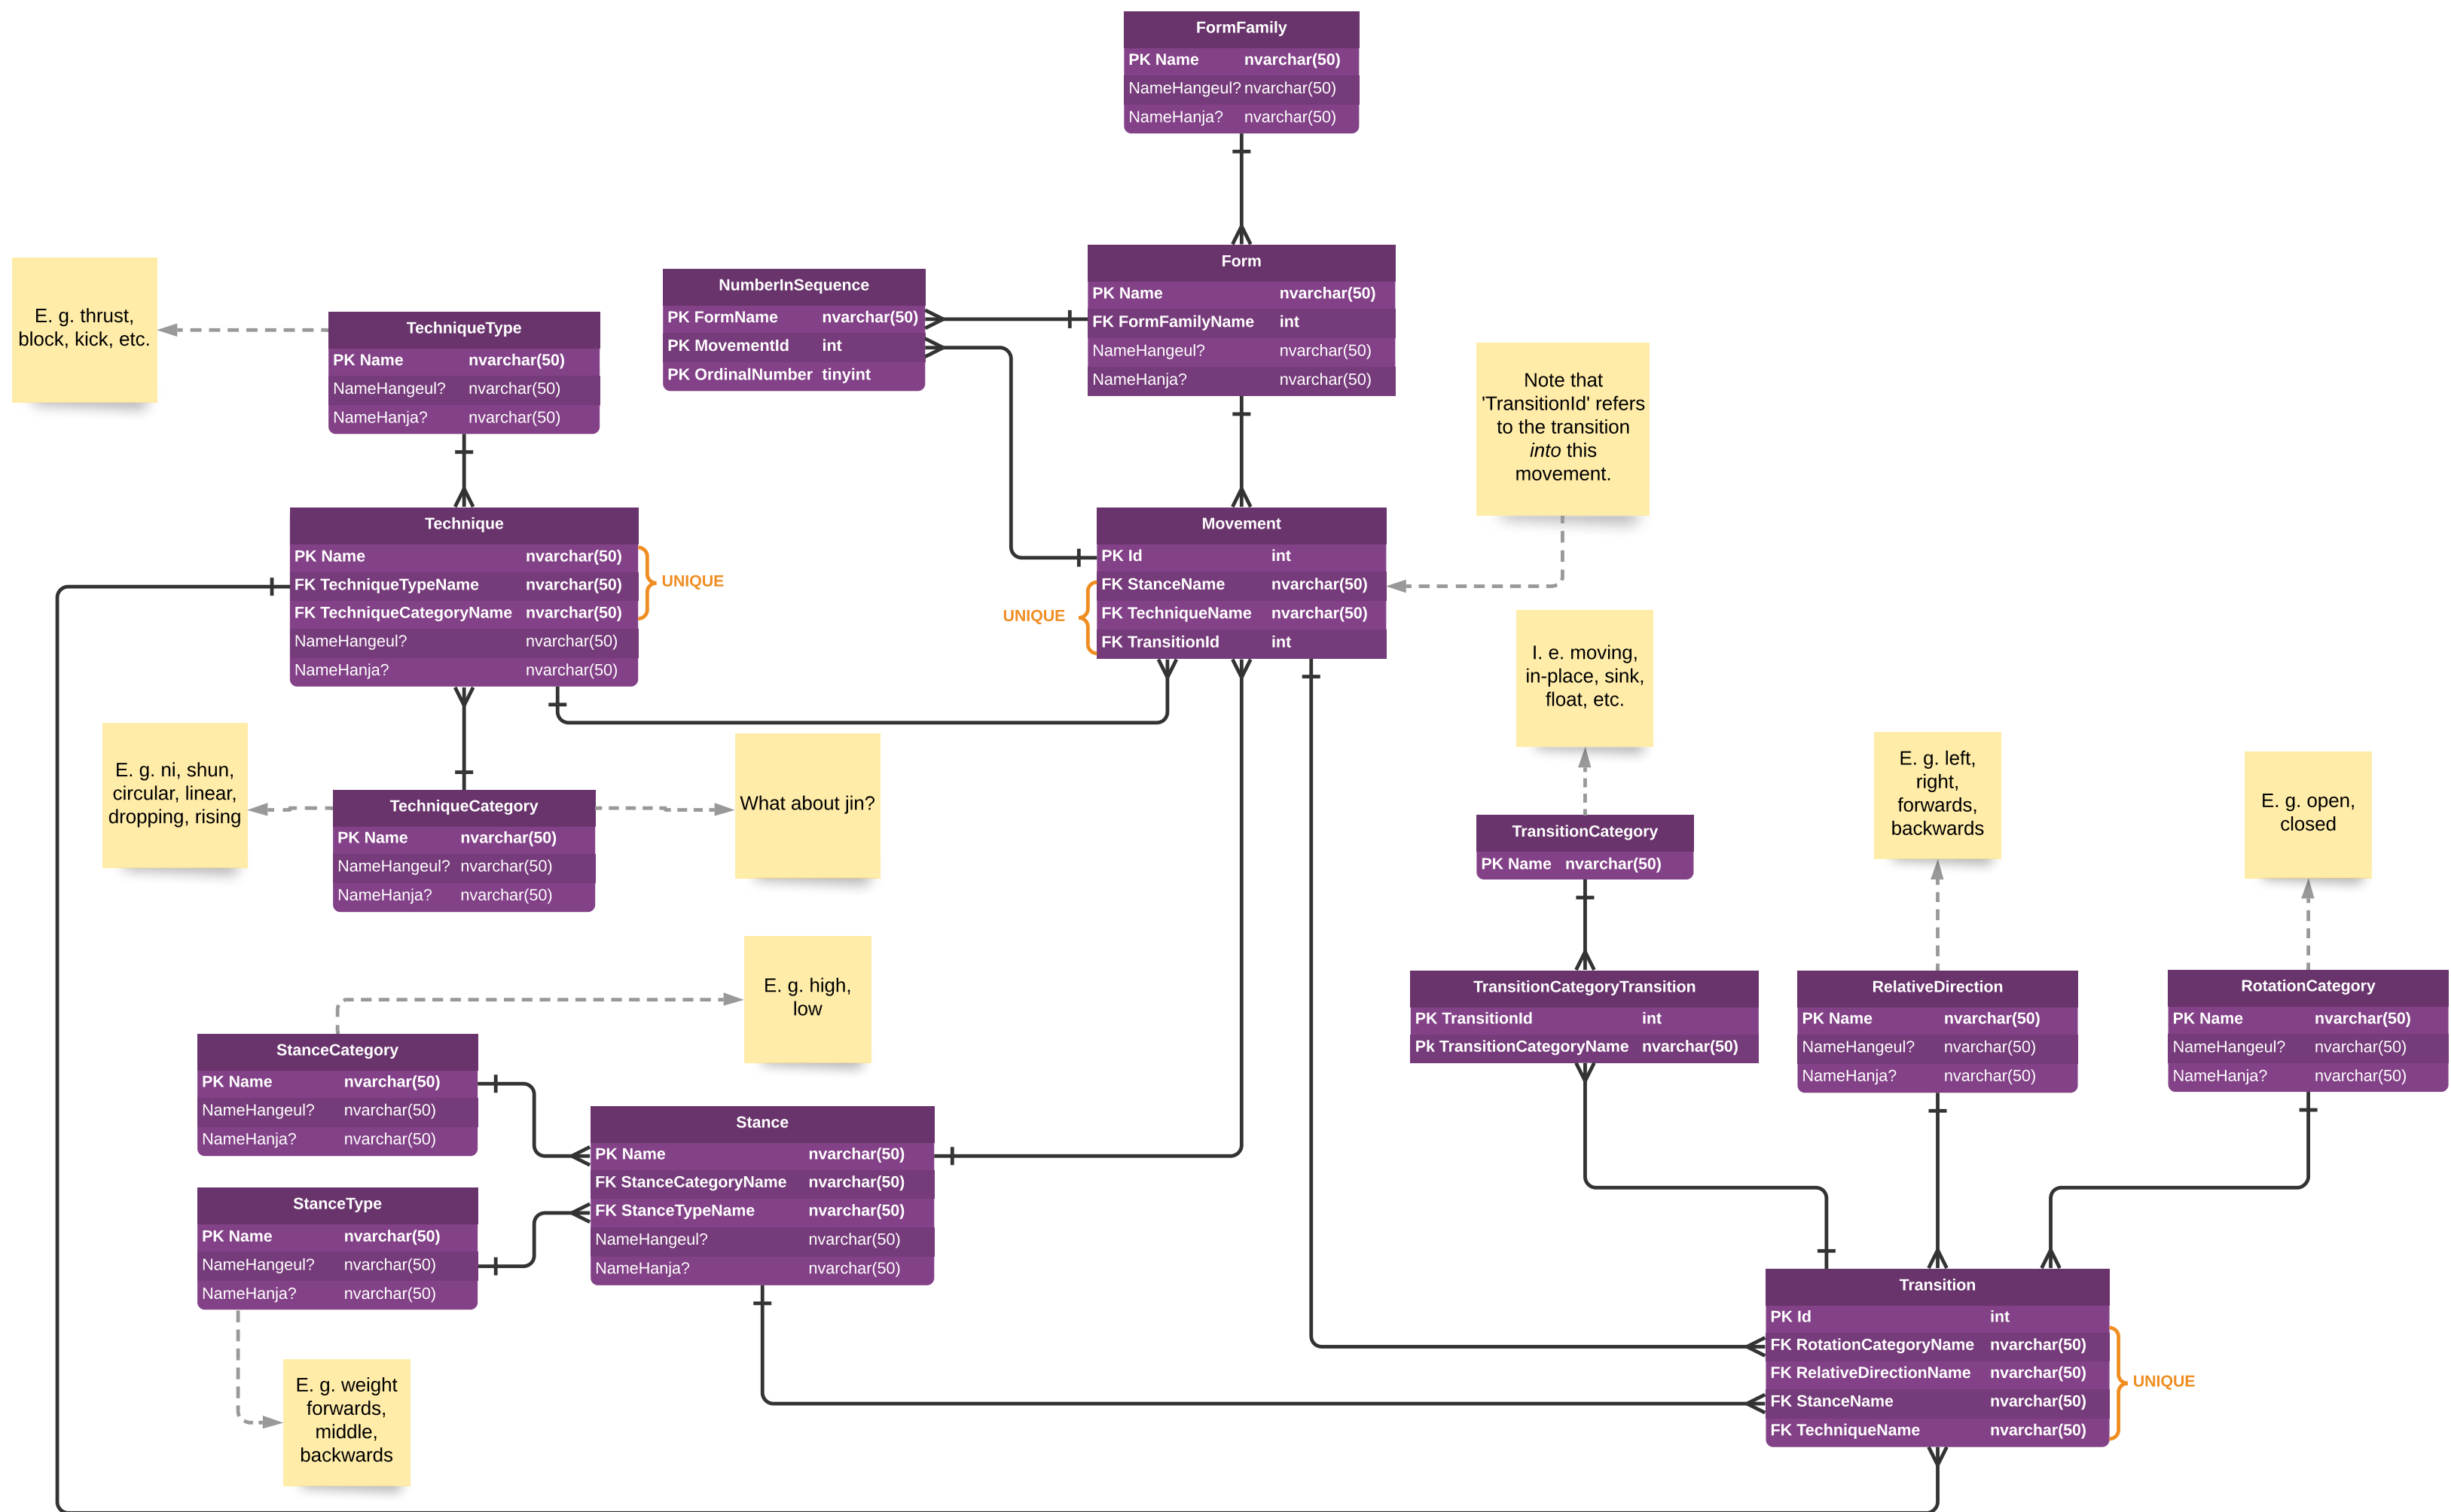 FormFamily
PK Name nvarchar(50)
NameHangeul? nvarchar(50)
NameHanja? nvarchar(50)
Form
PK Name nvarchar(50)
FK FormFamilyName int
NameHangeul? nvarchar(50)
NameHanja? nvarchar(50)
NumberInSequence
PK FormName nvarchar(50)
PK MovementId int
PK OrdinalNumber tinyint
E. g. thrust,
block, kick, etc.
TechniqueType
PK Name nvarchar(50)
NameHangeul? nvarchar(50)
NameHanja? nvarchar(50)
Note that
'TransitionId' refers
to the transition
into this
movement.
Technique
PK Name nvarchar(50)
FK TechniqueTypeName nvarchar(50)
FK TechniqueCategoryName nvarchar(50)
NameHangeul? nvarchar(50)
NameHanja? nvarchar(50)
UNIQUE
Movement
PK Id int
FK StanceName nvarchar(50)
FK TechniqueName nvarchar(50)
FK TransitionId int
UNIQUE
I. e. moving,
in-place, sink,
float, etc.
E. g. ni, shun,
circular, linear,
dropping, rising
TechniqueCategory
PK Name nvarchar(50)
NameHangeul? nvarchar(50)
NameHanja? nvarchar(50)
What about jin?
TransitionCategory
PK Name nvarchar(50)
E. g. left,
right,
forwards,
backwards
E. g. open,
closed
E. g. high,
low
TransitionCategoryTransition
PK TransitionId int
Pk TransitionCategoryName nvarchar(50)
RelativeDirection
PK Name nvarchar(50)
NameHangeul? nvarchar(50)
NameHanja? nvarchar(50)
RotationCategory
PK Name nvarchar(50)
NameHangeul? nvarchar(50)
NameHanja? nvarchar(50)
StanceCategory
PK Name nvarchar(50)
NameHangeul? nvarchar(50)
NameHanja? nvarchar(50)
Stance
PK Name nvarchar(50)
FK StanceCategoryName nvarchar(50)
FK StanceTypeName nvarchar(50)
NameHangeul? nvarchar(50)
NameHanja? nvarchar(50)
StanceType
PK Name nvarchar(50)
NameHangeul? nvarchar(50)
NameHanja? nvarchar(50)
E. g. weight
forwards,
middle,
backwards
Transition
PK Id int
FK RotationCategoryName nvarchar(50)
FK RelativeDirectionName nvarchar(50)
FK StanceName nvarchar(50)
FK TechniqueName nvarchar(50)
UNIQUE